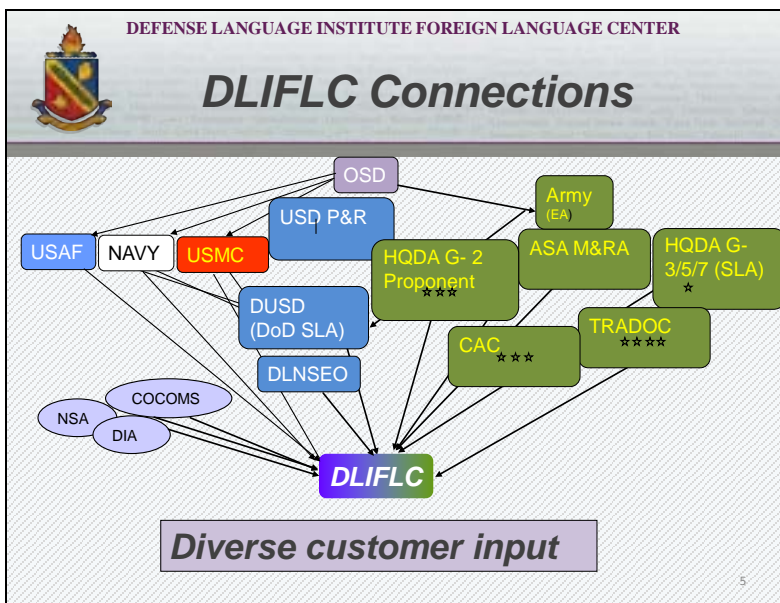 DEFENSE LANGUAGE INSTITUTE FOREIGN LANGUAGE CENTER
DLIFLC Connections
OSD
Army
(EA)
USD P&R
USAF
NAVY
USMC
HQDA G- 2
Proponent
ASA M&RA
HQDA G-
3/5/7 (SLA)
DUSD
(DoD SLA)
CAC
TRADOC
DLNSEO
COCOMS
NSA
DIA
DLIFLC
Diverse customer input
5